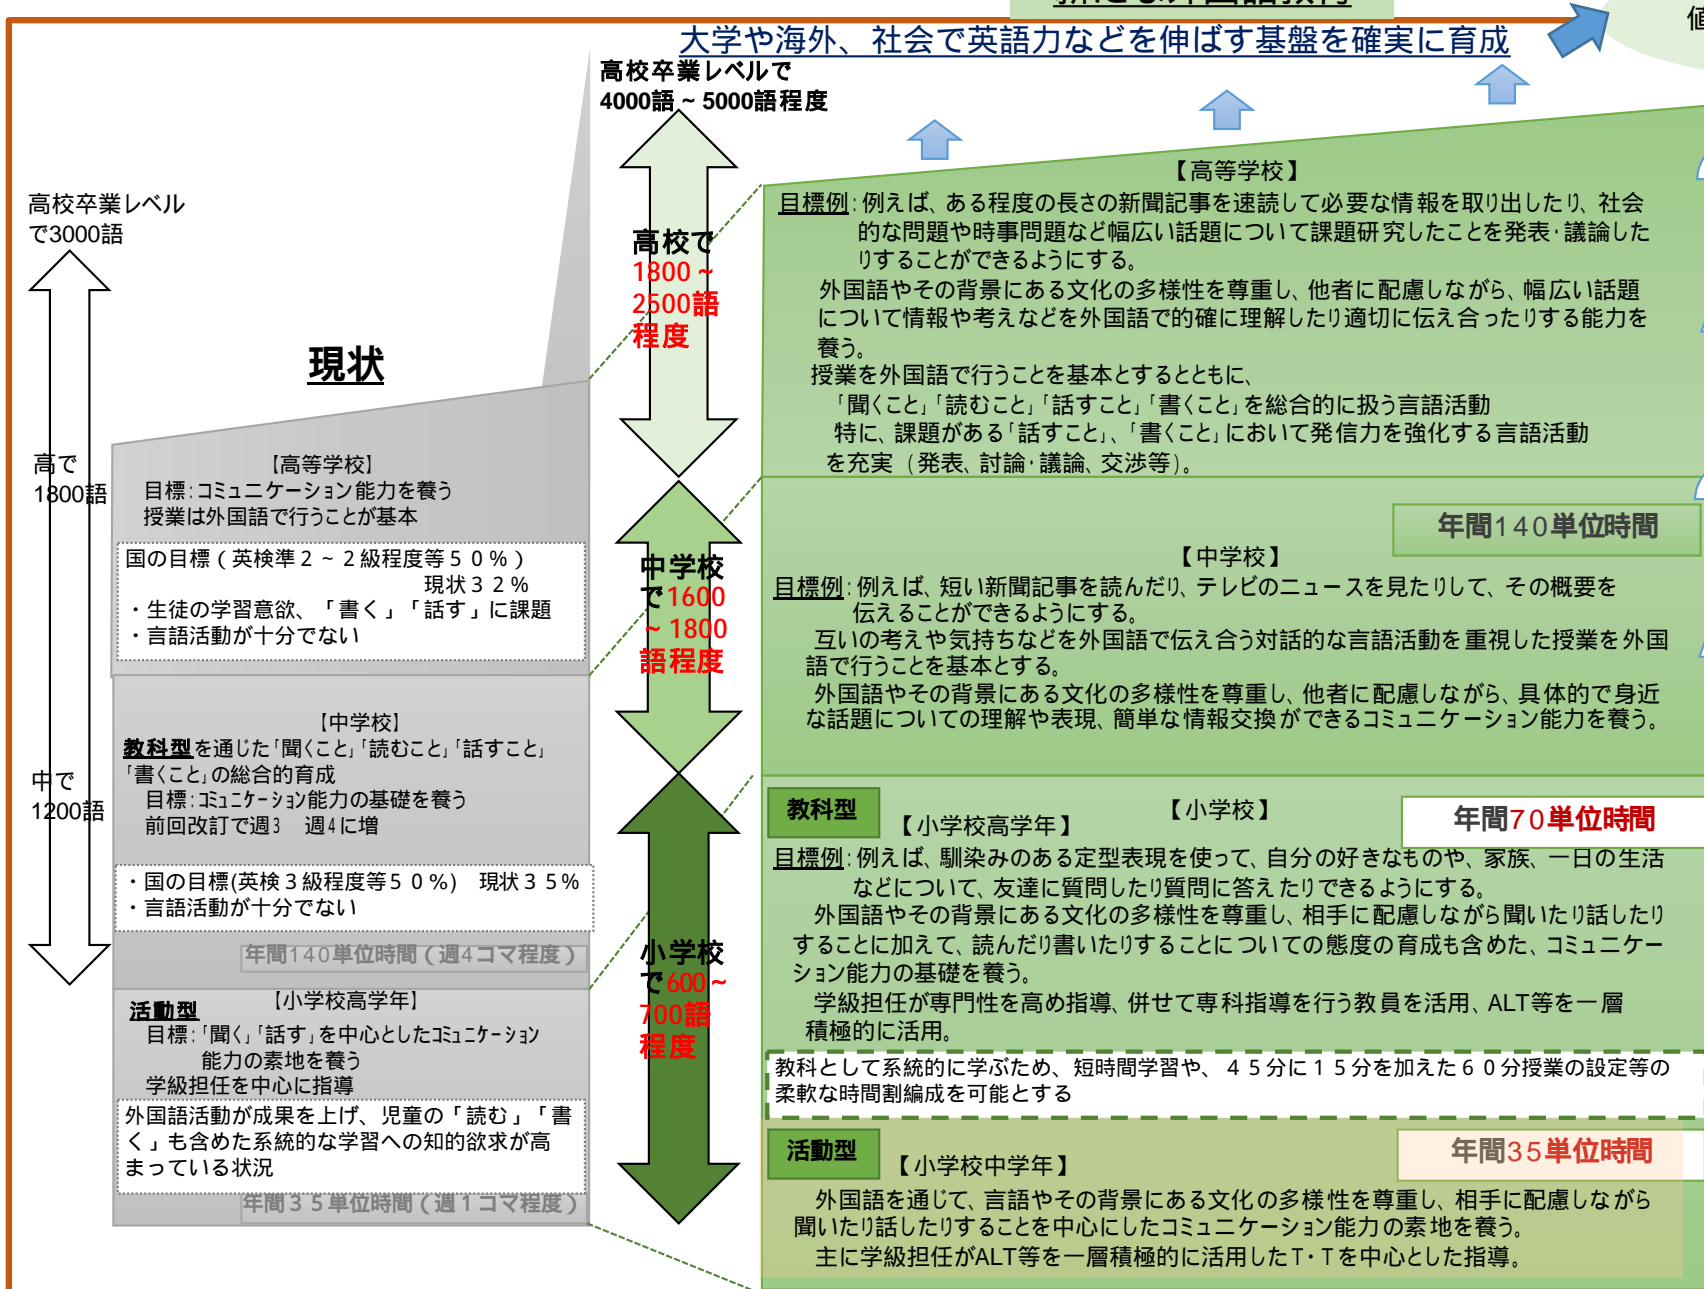 大学や海外、社会で英語力などを伸ばす基盤を確実に育成
値
高校卒業レベルで
4000語～5000語程度
高校卒業レベル
で3000語
高で
1800語
中で
1200語
現状
【高等学校】
目標：コミュニケーション能力を養う
授業は外国語で行うことが基本
国の目標（英検準２～２級程度等５０％）
現状３２％
・生徒の学習意欲、「書く」「話す」に課題
・言語活動が十分でない
【中学校】
教科型を通じた「聞くこと」「読むこと」「話すこと」
「書くこと」の総合的育成
目標：コミュニケーション能力の基礎を養う
前回改訂で週3　週4に増
・国の目標(英検３級程度等５０％)　現状３５％
・言語活動が十分でない
年間140単位時間（週4コマ程度）
【小学校高学年】
活動型
目標：「聞く」「話す」を中心としたコミュニケーション
能力の素地を養う
学級担任を中心に指導
外国語活動が成果を上げ、児童の「読む」「書
く」も含めた系統的な学習への知的欲求が高
まっている状況
年間３５単位時間（週１コマ程度）
高校で
1800～
2500語
程度
中学校
で1600
～1800
語程度
小学校
で600～
700語
程度
【高等学校】
目標例：例えば、ある程度の長さの新聞記事を速読して必要な情報を取り出したり、社会
的な問題や時事問題など幅広い話題について課題研究したことを発表・議論した
りすることができるようにする。
外国語やその背景にある文化の多様性を尊重し、他者に配慮しながら、幅広い話題
について情報や考えなどを外国語で的確に理解したり適切に伝え合ったりする能力を
養う。
授業を外国語で行うことを基本とするとともに、
「聞くこと」「読むこと」「話すこと」「書くこと」を総合的に扱う言語活動
特に、課題がある「話すこと」、「書くこと」において発信力を強化する言語活動
を充実（発表、討論・議論、交渉等）。
年間140単位時間
【中学校】
目標例：例えば、短い新聞記事を読んだり、テレビのニュースを見たりして、その概要を
伝えることができるようにする。
互いの考えや気持ちなどを外国語で伝え合う対話的な言語活動を重視した授業を外国
語で行うことを基本とする。
外国語やその背景にある文化の多様性を尊重し、他者に配慮しながら、具体的で身近
な話題についての理解や表現、簡単な情報交換ができるコミュニケーション能力を養う。
教科型
【小学校】
年間70単位時間
【小学校高学年】
目標例：例えば、馴染みのある定型表現を使って、自分の好きなものや、家族、一日の生活
などについて、友達に質問したり質問に答えたりできるようにする。
外国語やその背景にある文化の多様性を尊重し、相手に配慮しながら聞いたり話したり
することに加えて、読んだり書いたりすることについての態度の育成も含めた、コミュニケー
ション能力の基礎を養う。
学級担任が専門性を高め指導、併せて専科指導を行う教員を活用、ALT等を一層
積極的に活用。
教科として系統的に学ぶため、短時間学習や、４５分に１５分を加えた６０分授業の設定等の
柔軟な時間割編成を可能とする
活動型
年間35単位時間
【小学校中学年】
外国語を通じて、言語やその背景にある文化の多様性を尊重し、相手に配慮しながら
聞いたり話したりすることを中心にしたコミュニケーション能力の素地を養う。
主に学級担任がALT等を一層積極的に活用したT・Tを中心とした指導。